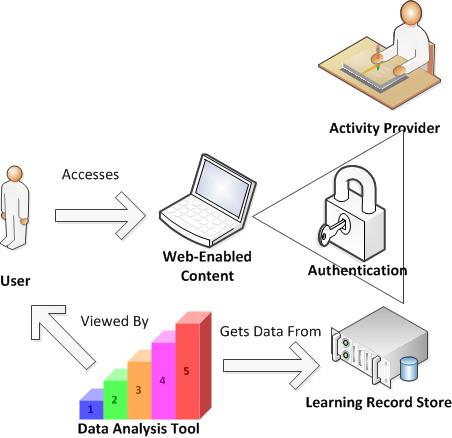 Activity Provider
Accesses
Web-Enabled
Content
Authentication
User
Viewed By
Gets Data From
1
2
3
4
5
Data Analysis Tool
Learning Record Store